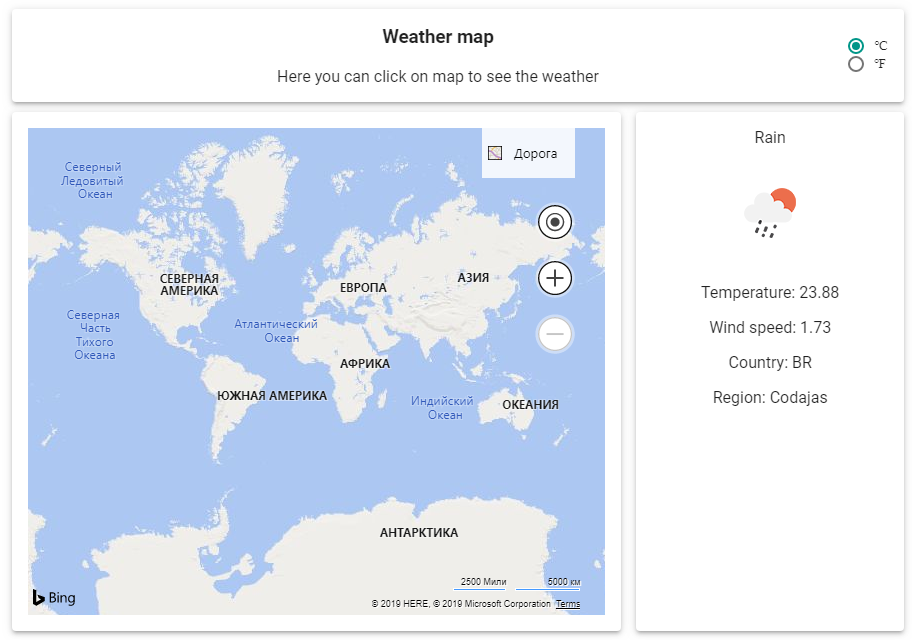 Weather map
Here you can click on map to see the weather
°C
°F
Дорога
Северный
Ледовитый
Океан
СЕВЕРНАЯ
АМЕРИКА
ЕВРОПА
АЗИЯ
Северная
Часть
Тихого
Океана
Атлантический
Океан
АФРИКА
ЮЖНАЯ АМЕРИКА
Индийский
Океан
ОКЕАНИЯ
АНТАРКТИКА
2500 Мили
5000 км
Bing
© 2019 HERE, © 2019 Microsoft Corporation Terms
Rain
Temperature: 23.88
Wind speed: 1.73
Country: BR
Region: Codajas